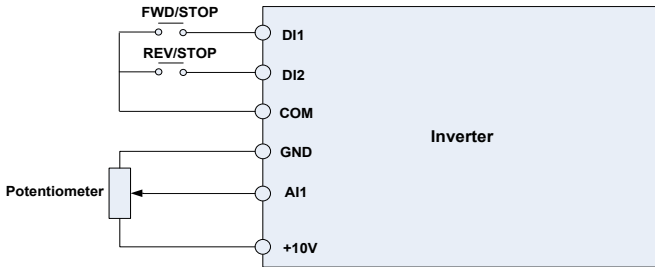 FWD/STOP
DI1
REV/STOP
DI2
COM
Inverter
GND
Potentiometer
AI1
+10V